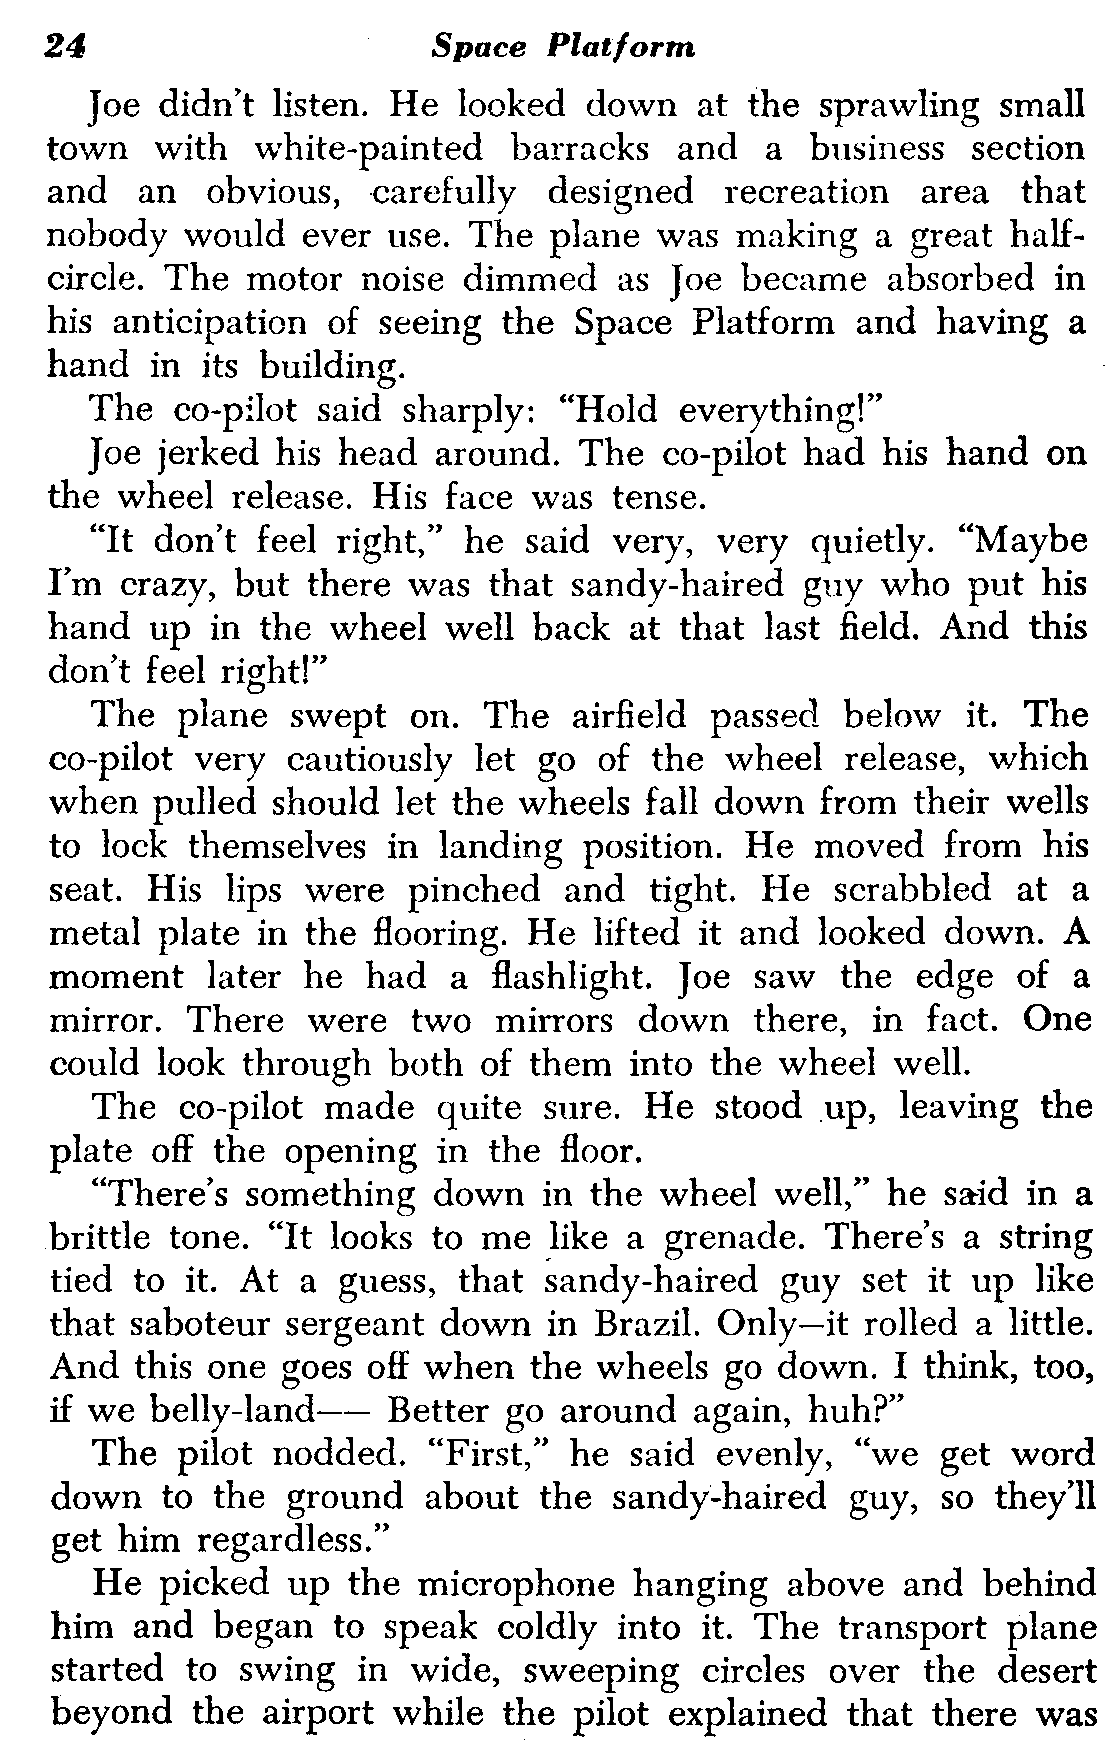 24 Space Platform
Joe didn't listen. He looked down at the sprawling small
town with white-painted barracks and a business section
and an obvious, carefully designed recreation area that
nobody would ever use. The plane was making a great half-
circle. The motor noise dimmed as Joe became absorbed in
his anticipation of seeing the Space Platform and having a
hand in its building.
The co-pilot said sharply: “Hold everything!”
Joe jerked his head around. The co-pilot had his hand on
the wheel release. His face was tense.
“It don't feel right,” he said very, very quietly. “Maybe
I'm crazy, but there was that sandy-haired guy who put his
hand up in the wheel well back at that last field. And this
don't feel right!”
The plane swept on. The airfield passed below it. The
co-pilot very cautiously let go of the wheel release, which
when pulled should let the wheels fall down from their wells
to lock themselves in landing position. He moved from his
seat. His lips were pinched and tight. He scrabbled at a
metal plate in the flooring. He lifted it and looked down. A
moment later he had a flashlight. Joe saw the edge of a
mirror. There were two mirrors down there, in fact. One
could look through both of them into the wheel well.
The co-pilot made quite sure. He stood up, leaving the
plate off the opening in the floor.
“There's something down in the wheel well,” he said in a
brittle tone. “It looks to me like a grenade. There's a string
tied to it. At a guess, that sandy-haired guy set it up like
that saboteur sergeant down in Brazil. Only—it rolled a little.
And this one goes off when the wheels go down. I think, too,
if we belly-land—— Better go around again, huh?”
The pilot nodded. “First,” he said evenly, “we get word
down to the ground about the sandy-haired guy, so they'll
get him regardless.”
He picked up the microphone hanging above and behind
him and began to speak coldly into it. The transport plane
started to swing in wide, sweeping circles over the desert
beyond the airport while the pilot explained that there was